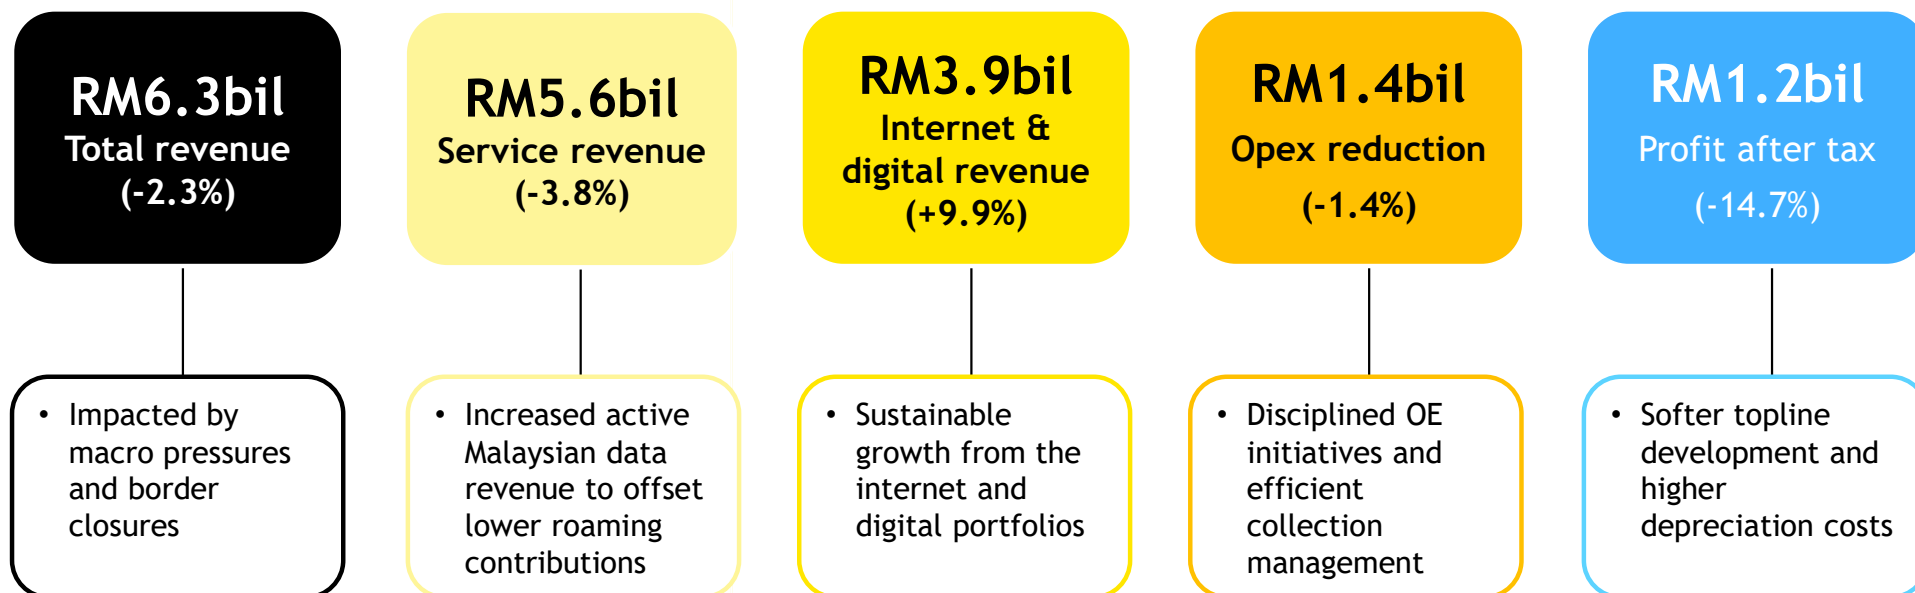 RM6.3bil
Total revenue
(-2.3%)
RM5.6bil
Service revenue
(-3.8%)
RM3.9bil
Internet &
digital revenue
(+9.9%)
RM1.4bil
Opex reduction
(-1.4%)
RM1.2bil
Profit after tax
(-14.7%)
• Impacted by
macro pressures
and border
closures
• Increased active
Malaysian data
revenue to offset
lower roaming
contributions
• Sustainable
growth from the
internet and
digital portfolios
• Disciplined OE
initiatives and
efficient
collection
management
• Softer topline
development and
higher
depreciation costs